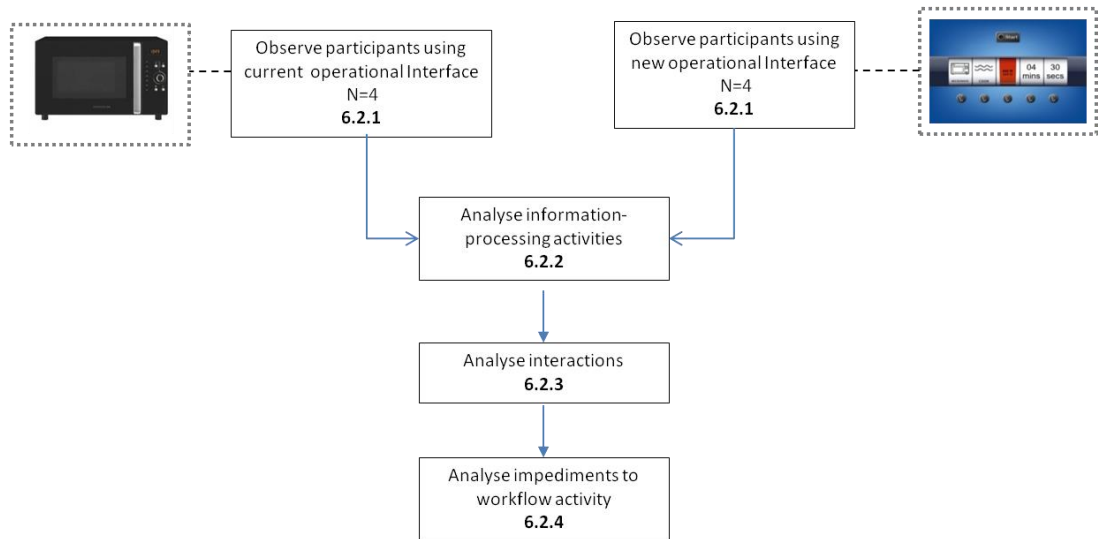 Observe participants using
current operational Interface
N=4
6.2.1
Observe participants using
new operational Interface
N=4
6.2.1
Start
04
mins
30
secs
Analyse information-
processing activities
6.2.2
Analyse interactions
6.2.3
Analyse impediments to
workflow activity
6.2.4